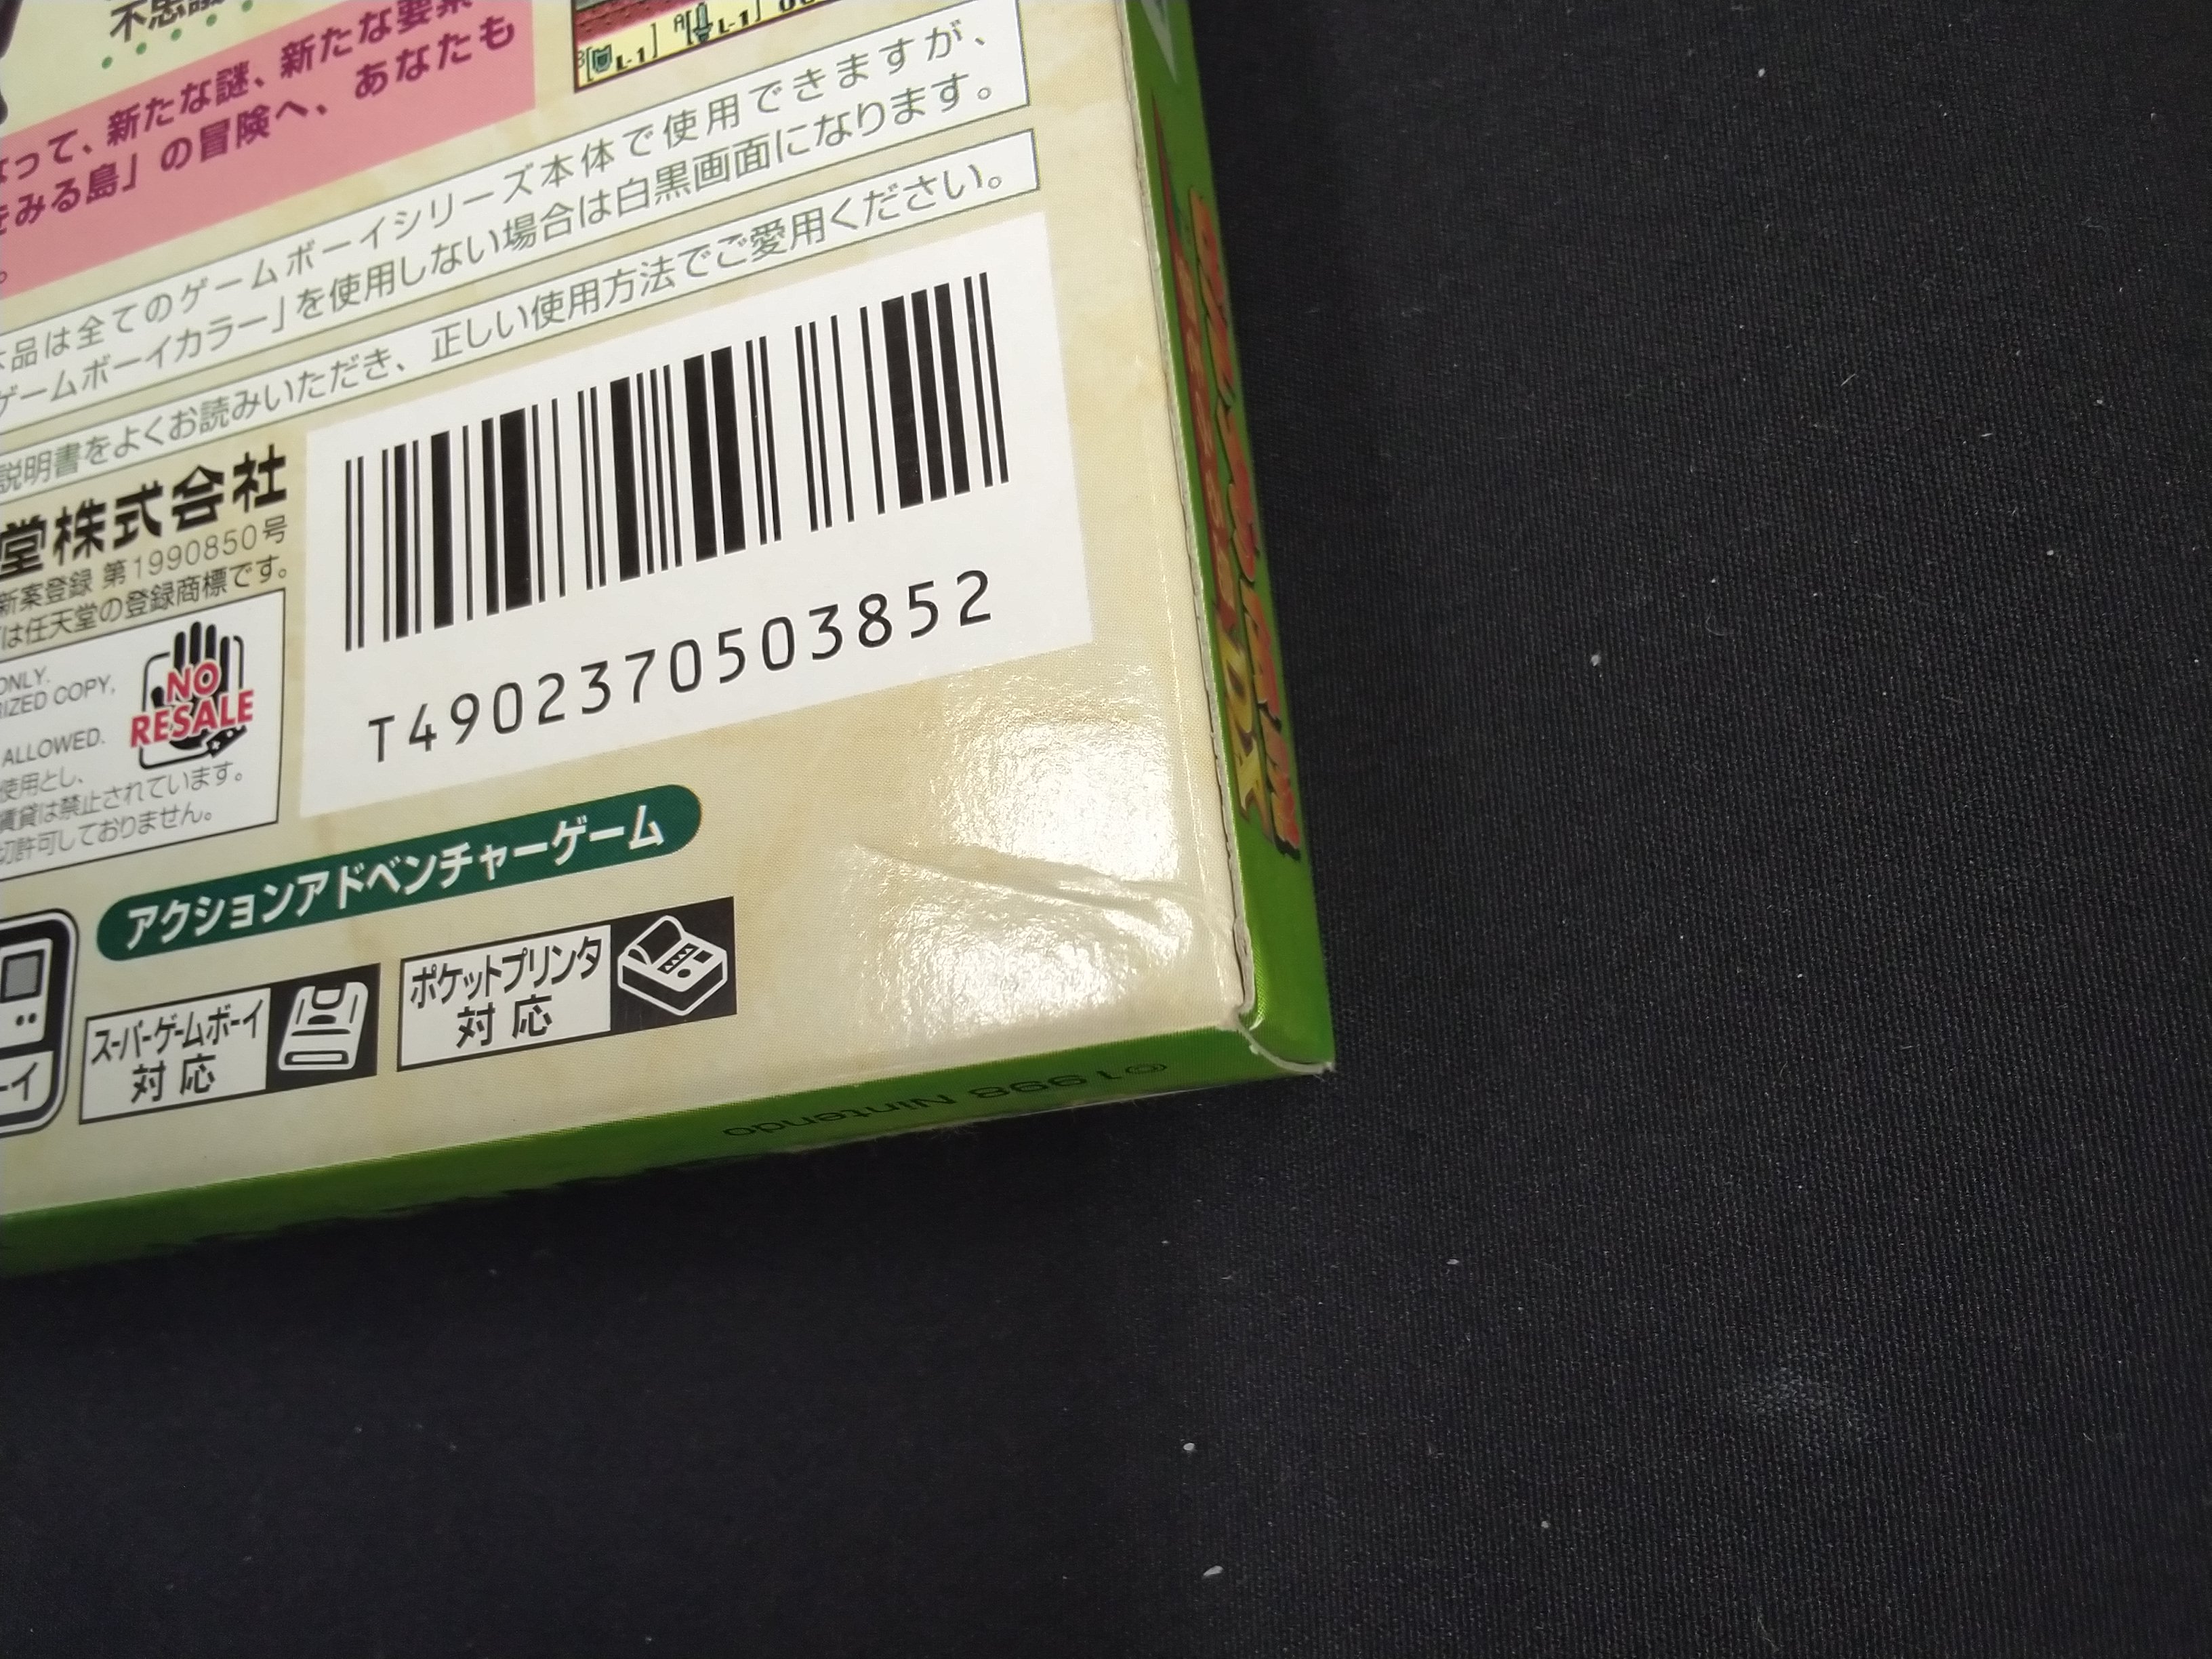 不思議
新たな謎、新たな要素
なって、
をみる島」の冒険へ、あなたも
L-1
A
L-1
品は全てのゲームボーイシリーズ本体で使用できますが、
ゲームボーイカラー」を使用しない場合は白黒画面になります。
説明書をよくお読みいただき、正しい使用方法でご愛用ください。
堂株式会社
新案登録 第1990850号
は任天堂の登録商標です。
ONLY.
COPY,
ALLOWED.
使用とし、
賃貸は禁止されています。
切許可しておりません。
NO
RESALE
T4902370503852
アクションアドベンチャーゲーム
スーパーゲームボーイ
対応
ポケットプリンタ
対応
ーイ
©1998 Nintendo